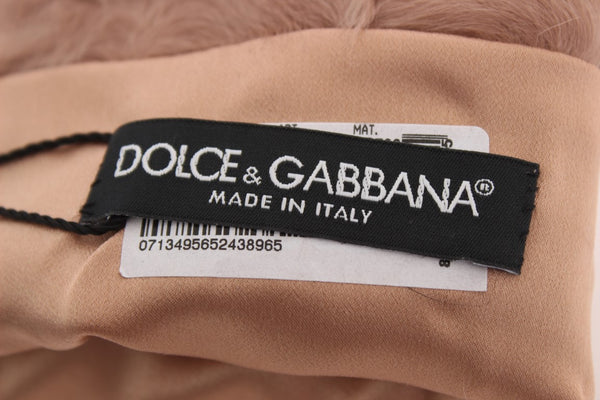 MAT.
DOLCE & GABBANA®
MADE IN ITALY
0713495652438965